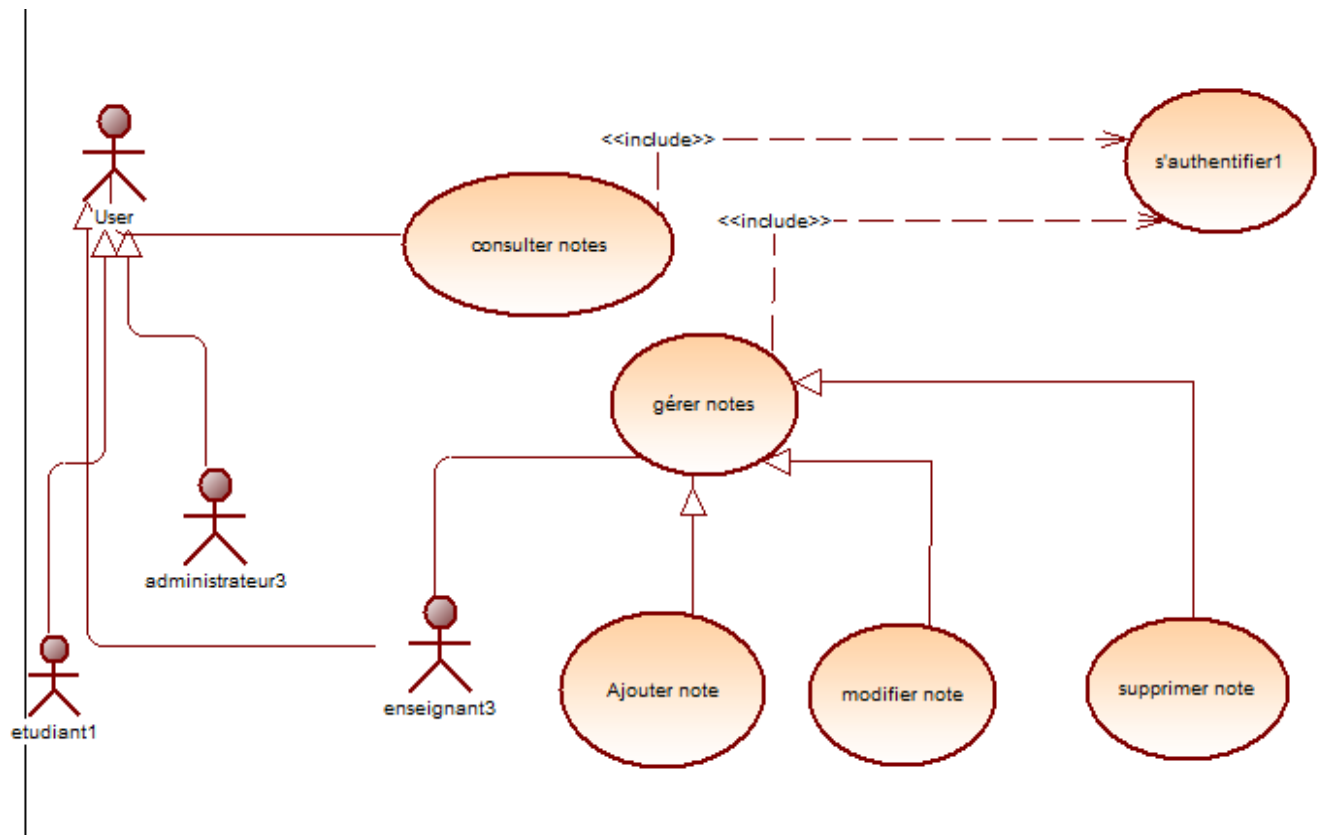 <<include>>
s'authentifier1
User
<<include>>
consulter notes
gérer notes
administrateur3
Ajouter note
modifier note
supprimer note
enseignant3
etudiant1